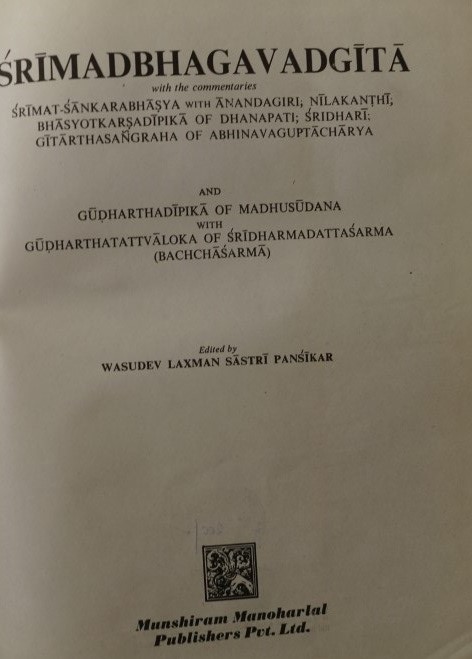 ŚRĪMADBHAGAVADGĪTĀ
with the commentaries
ŚRĪMAT-ŚĀNKARABHĀṢYA WITH ĀNANDAGIRI; NĪLAKAṆṬHĪ;
BHĀSYOTKARṢADĪPIKĀ OF DHANAPATI; ŚRIDHARĪ:
GĪTĀRTHASAṄGRAHA OF ABHINAVAGUPTĀCHĀRYA
AND
GŪḌHARTHADĪPIKĀ OF MADHUSŪDANA
WITH
GŪḌHARTHATATTVĀLOKA OF ŚRĪDHARMADATTAŚARMA
(BACHCHĀŚARMĀ)
Edited by
WASUDEV LAXMAN SĀSTRĪ PANŚĪKAR
Munshiram Manoharlal
Publishers Pvt. Ltd.